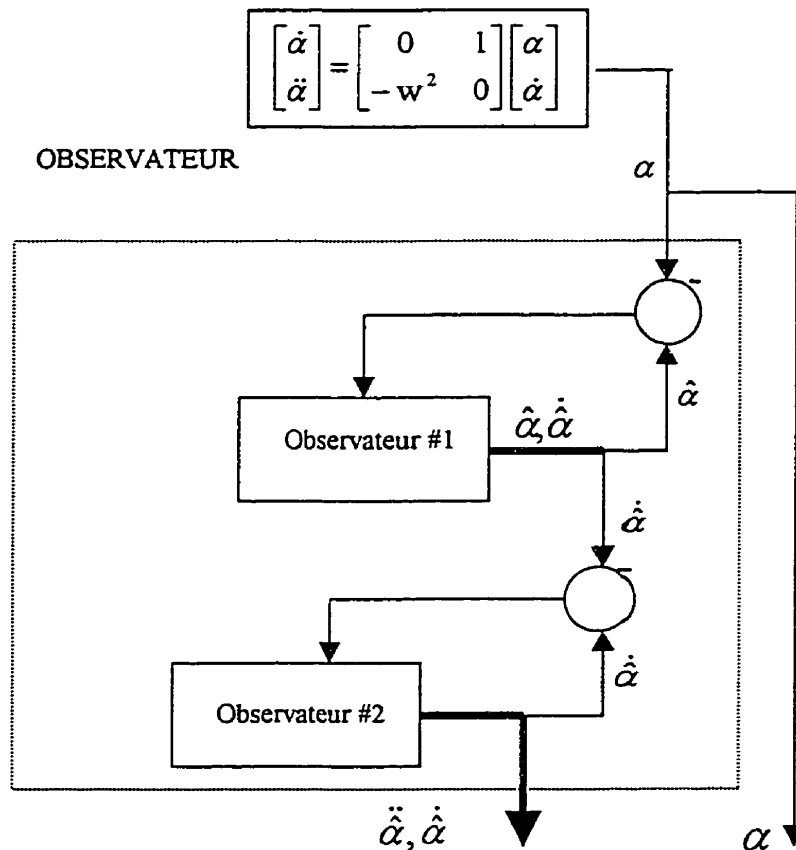 [α̇ α̈] = [0 1 −w² 0] [α α̇]
OBSERVATEUR
α
-
α̂
Observateur #1
α̂, α̂̇
α̂̇
-
α̂̇
Observateur #2
α̂̈, α̂̇
α